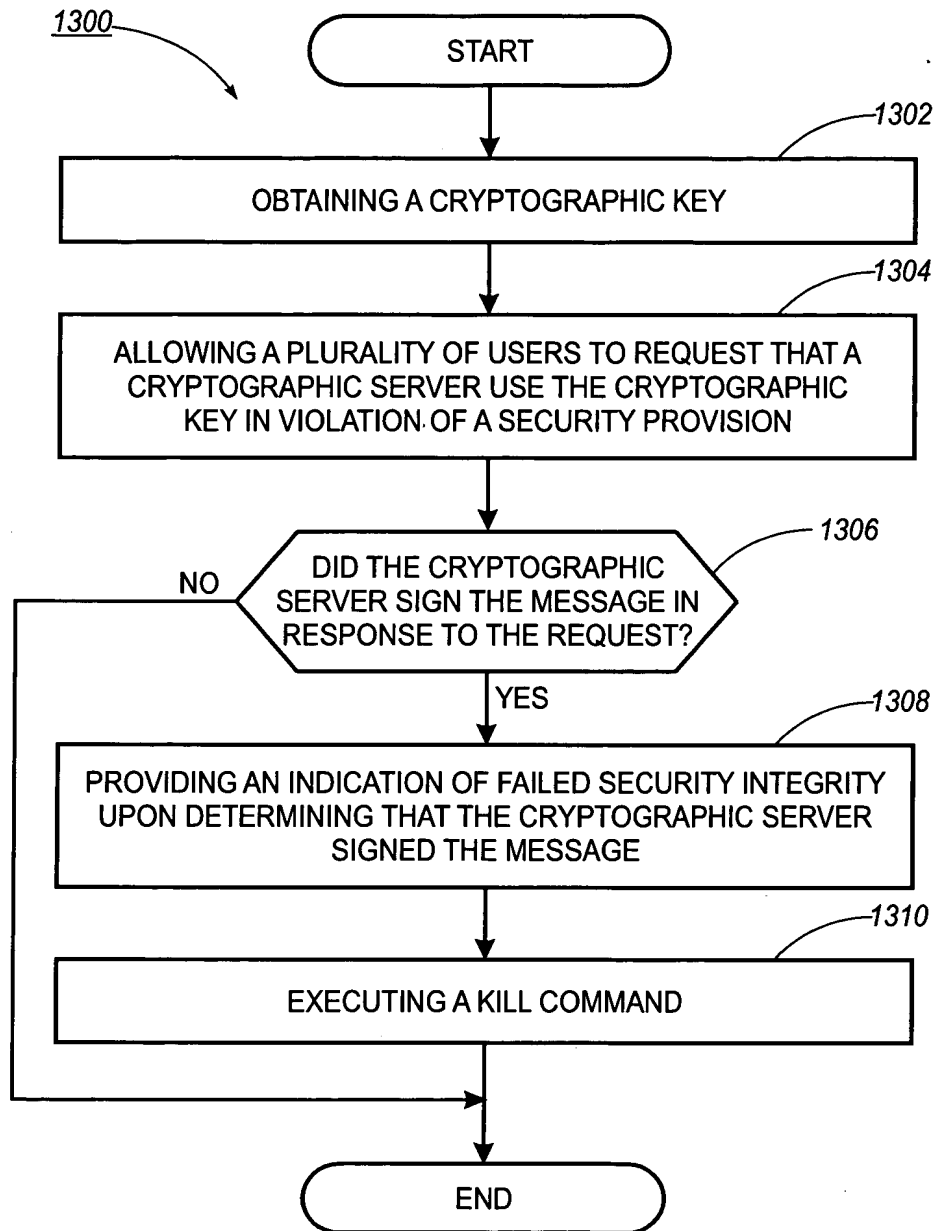 1300
START
1302
OBTAINING A CRYPTOGRAPHIC KEY
1304
ALLOWING A PLURALITY OF USERS TO REQUEST THAT A
CRYPTOGRAPHIC SERVER USE THE CRYPTOGRAPHIC
KEY IN VIOLATION OF A SECURITY PROVISION
1306
NO
DID THE CRYPTOGRAPHIC
SERVER SIGN THE MESSAGE IN
RESPONSE TO THE REQUEST?
YES
1308
PROVIDING AN INDICATION OF FAILED SECURITY INTEGRITY
UPON DETERMINING THAT THE CRYPTOGRAPHIC SERVER
SIGNED THE MESSAGE
1310
EXECUTING A KILL COMMAND
END